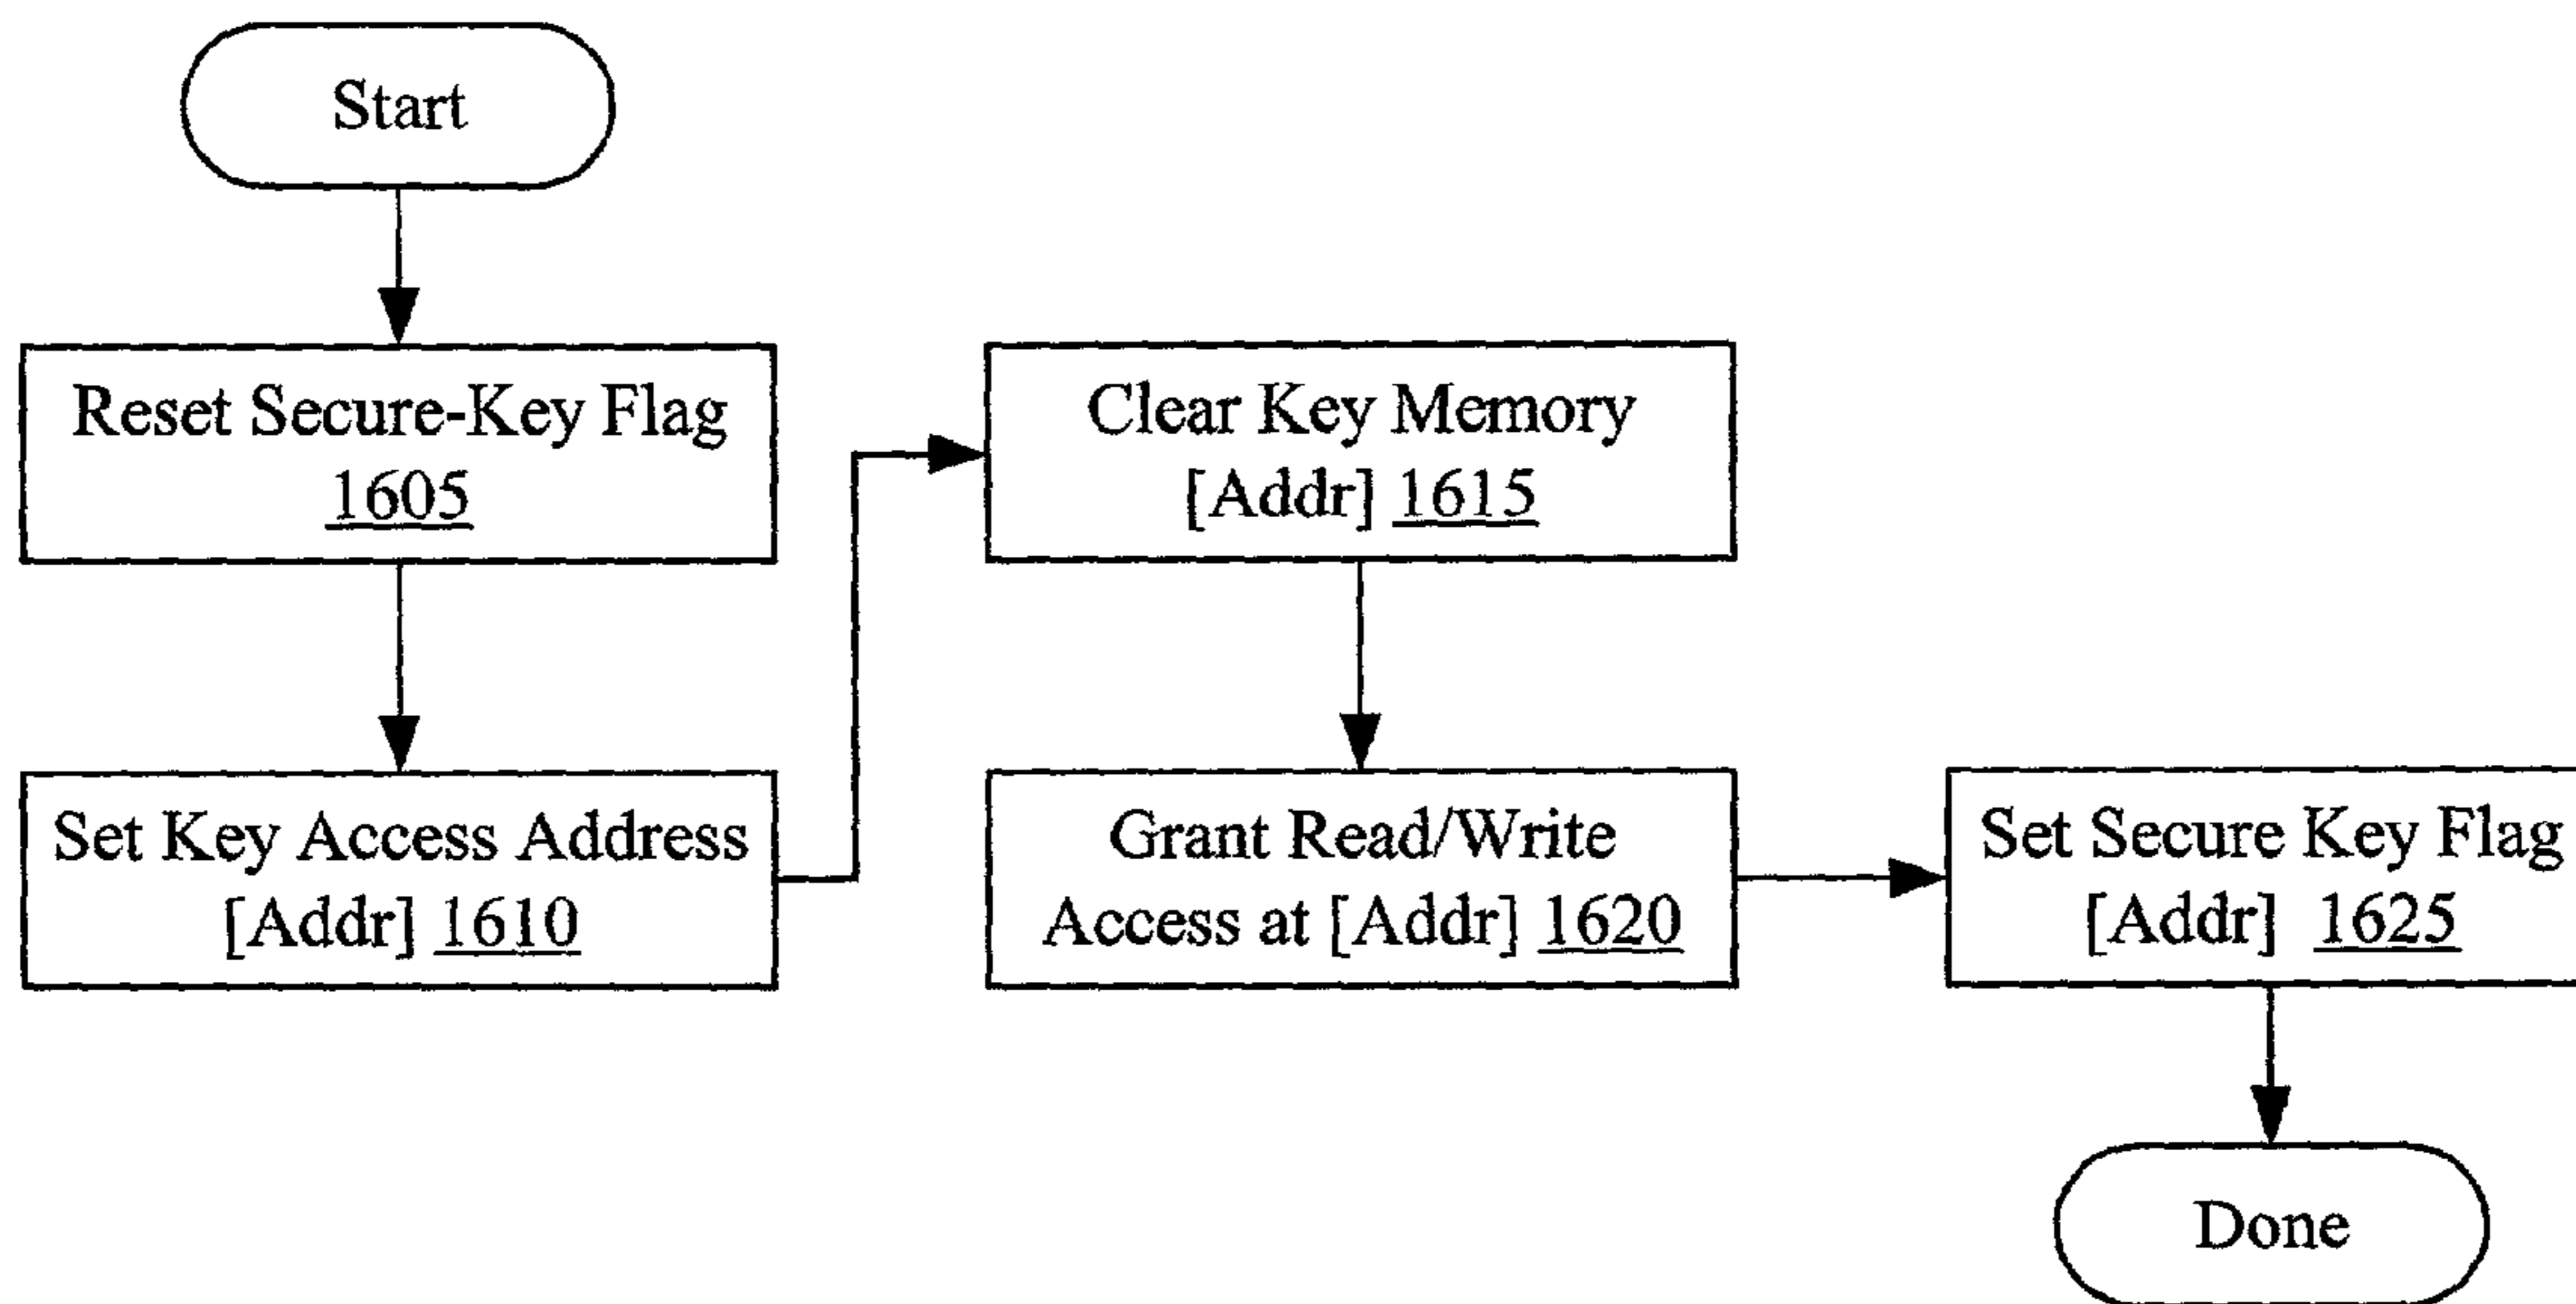 Start
Reset Secure-Key Flag
1605
Set Key Access Address
[Addr] 1610
Clear Key Memory
[Addr] 1615
Grant Read/Write
Access at [Addr] 1620
Set Secure Key Flag
[Addr] 1625
Done